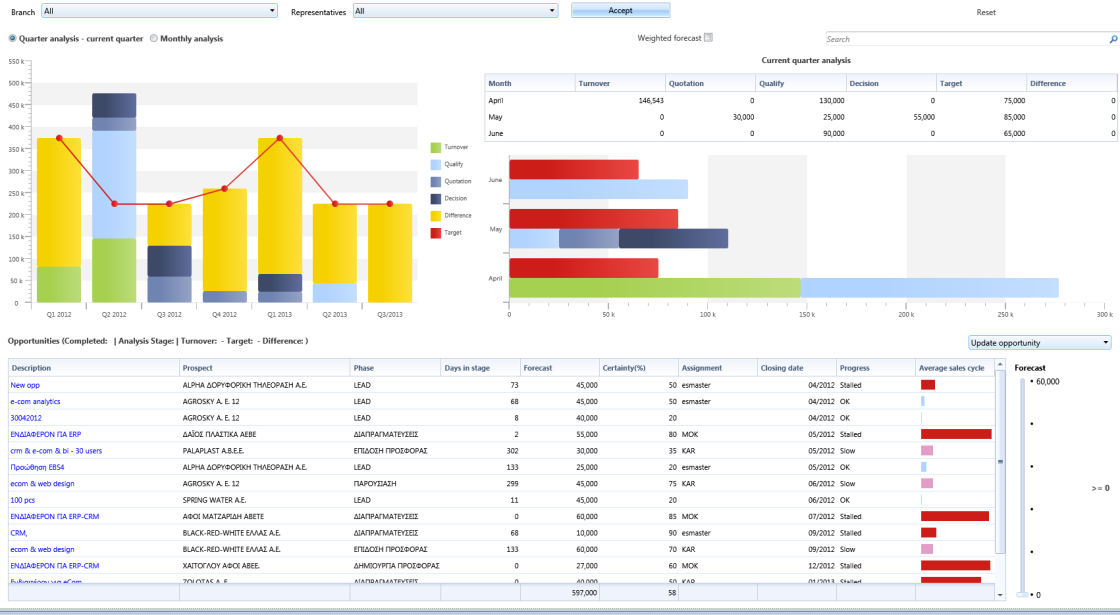 Branch All Representatives All Accept Reset
Quarter analysis - current quarter Monthly analysis Weighted forecast Search
Current quarter analysis
Month Turnover Quotation Qualify Decision Target Difference
April 146,543 0 130,000 0 75,000 0
May 0 30,000 25,000 55,000 85,000 0
June 0 0 90,000 0 65,000 0
550 k
500 k
450 k
400 k
350 k
300 k
250 k
200 k
150 k
100 k
50 k
0
Q1 2012 Q2 2012 Q3 2012 Q4 2012 Q1 2013 Q2 2013 Q3/2013
Turnover
Qualify
Quotation
Decision
Difference
Target
June
May
April
0 50 k 100 k 150 k 200 k 250 k 300 k
Opportunities (Completed: | Analysis Stage: | Turnover: - Target: - Difference: ) Update opportunity
Description Prospect Phase Days in stage Forecast Certainty(%) Assignment Closing date Progress Average sales cycle Forecast
New opp ALPHA ΔΟΡΥΦΟΡΙΚΗ ΤΗΛΕΟΡΑΣΗ Α.Ε. LEAD 73 45,000 50 esmaster 04/2012 Stalled
e-com analytics AGROSKY A. E. 12 LEAD 68 45,000 50 esmaster 04/2012 OK
30042012 AGROSKY A. E. 12 LEAD 8 40,000 20 04/2012 OK
ΕΝΔΙΑΦΕΡΟΝ ΓΙΑ ERP ΔΑΪΟΣ ΠΛΑΣΤΙΚΑ ΑΕΒΕ ΔΙΑΠΡΑΓΜΑΤΕΥΣΕΙΣ 2 55,000 80 MOK 05/2012 Stalled
crm & e-com & bi - 30 users PALAPLAST Α.Β.Ε.Ε. ΕΠΙΔΟΣΗ ΠΡΟΣΦΟΡΑΣ 302 30,000 35 KAR 05/2012 Slow
Προώθηση EBS4 ALPHA ΔΟΡΥΦΟΡΙΚΗ ΤΗΛΕΟΡΑΣΗ Α.Ε. LEAD 133 25,000 20 esmaster 05/2012 OK
ecom & web design AGROSKY A. E. 12 ΠΑΡΟΥΣΙΑΣΗ 299 45,000 75 KAR 06/2012 Slow
100 pcs SPRING WATER A.E. LEAD 11 45,000 20 06/2012 OK
ΕΝΔΙΑΦΕΡΟΝ ΓΙΑ ERP-CRM ΑΦΟΙ ΜΑΤΖΑΡΙΔΗ ΑΒΕΤΕ ΔΙΑΠΡΑΓΜΑΤΕΥΣΕΙΣ 0 60,000 85 MOK 07/2012 Stalled
CRM, BLACK-RED-WHITE ΕΛΛΑΣ Α.Ε. ΔΙΑΠΡΑΓΜΑΤΕΥΣΕΙΣ 68 10,000 90 esmaster 09/2012 Stalled
ecom & web design BLACK-RED-WHITE ΕΛΛΑΣ Α.Ε. ΕΠΙΔΟΣΗ ΠΡΟΣΦΟΡΑΣ 133 60,000 70 KAR 09/2012 Slow
ΕΝΔΙΑΦΕΡΟΝ ΓΙΑ ERP-CRM ΧΑΙΤΟΓΛΟΥ ΑΦΟΙ ΑΒΕΕ. ΔΗΜΙΟΥΡΓΙΑ ΠΡΟΣΦΟΡΑΣ 0 27,000 60 MOK 12/2012 Stalled
Ενδιαφέρον για eCom ZOLOTAS A. E. ΔΙΑΠΡΑΓΜΑΤΕΥΣΕΙΣ 0 40,000 50 KAR 01/2013 Stalled
597,000 58
60,000
>= 0
0